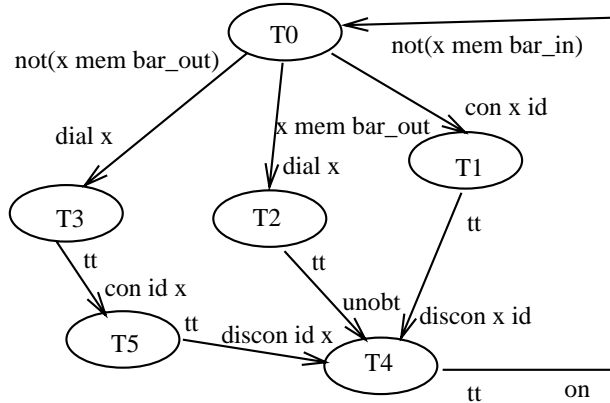 T0
not(x mem bar_out)
not(x mem bar_in)
con x id
dial x
x mem bar_out
dial x
T1
T3
T2
tt
tt
tt
con id x
unobt
discon x id
T5
tt
discon id x
T4
tt
on